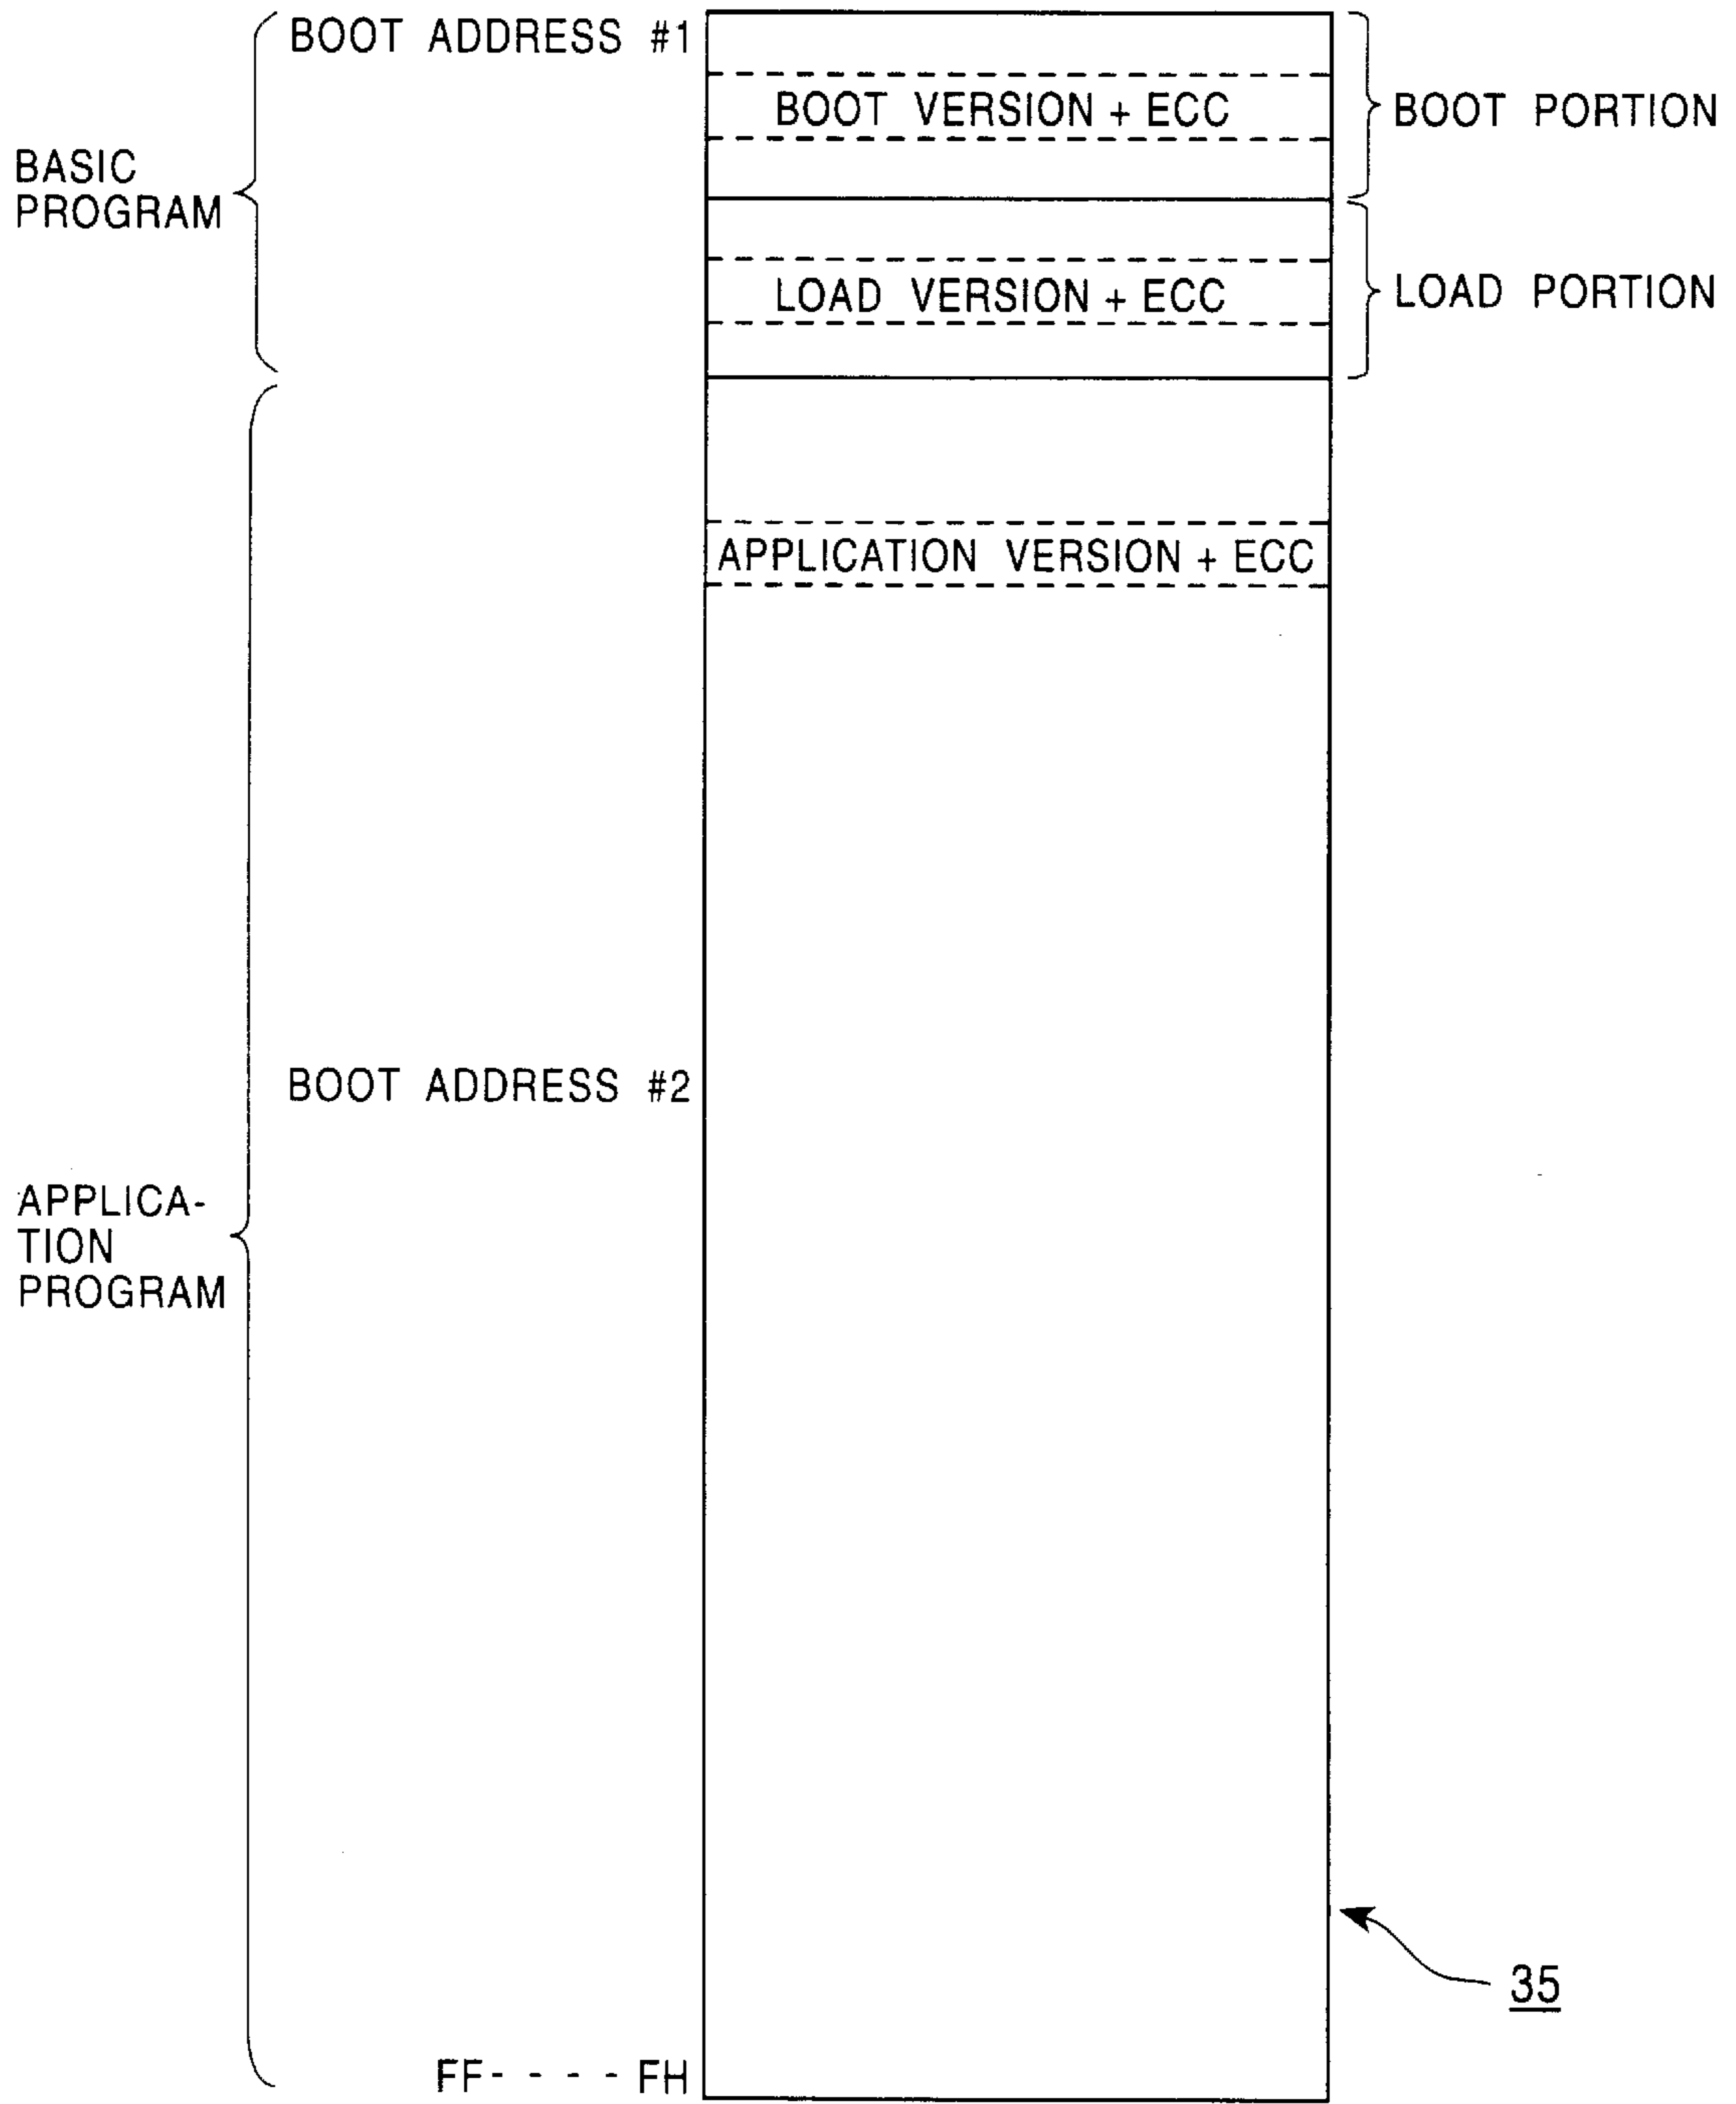 BOOT ADDRESS #1
BOOT VERSION + ECC
BOOT PORTION
BASIC
PROGRAM
LOAD VERSION + ECC
LOAD PORTION
APPLICATION VERSION + ECC
BOOT ADDRESS #2
APPLICA-
TION
PROGRAM
35
FF- - - - FH